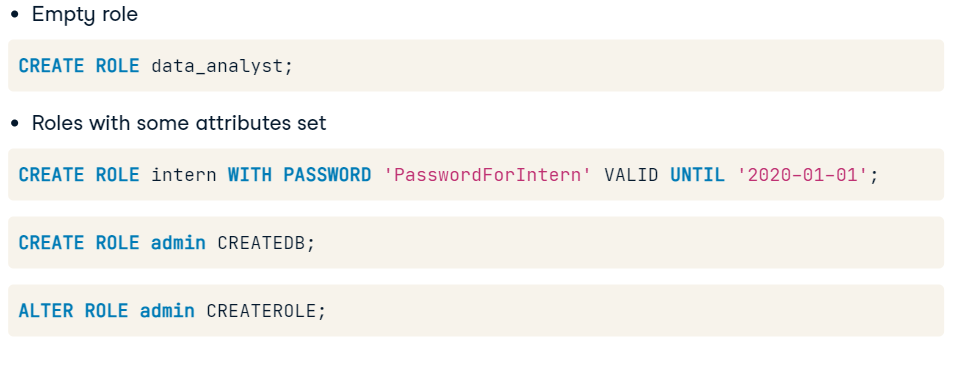 • Empty role
CREATE ROLE data_analyst;
• Roles with some attributes set
CREATE ROLE intern WITH PASSWORD 'PasswordForIntern' VALID UNTIL '2020-01-01';
CREATE ROLE admin CREATEDB;
ALTER ROLE admin CREATEROLE;